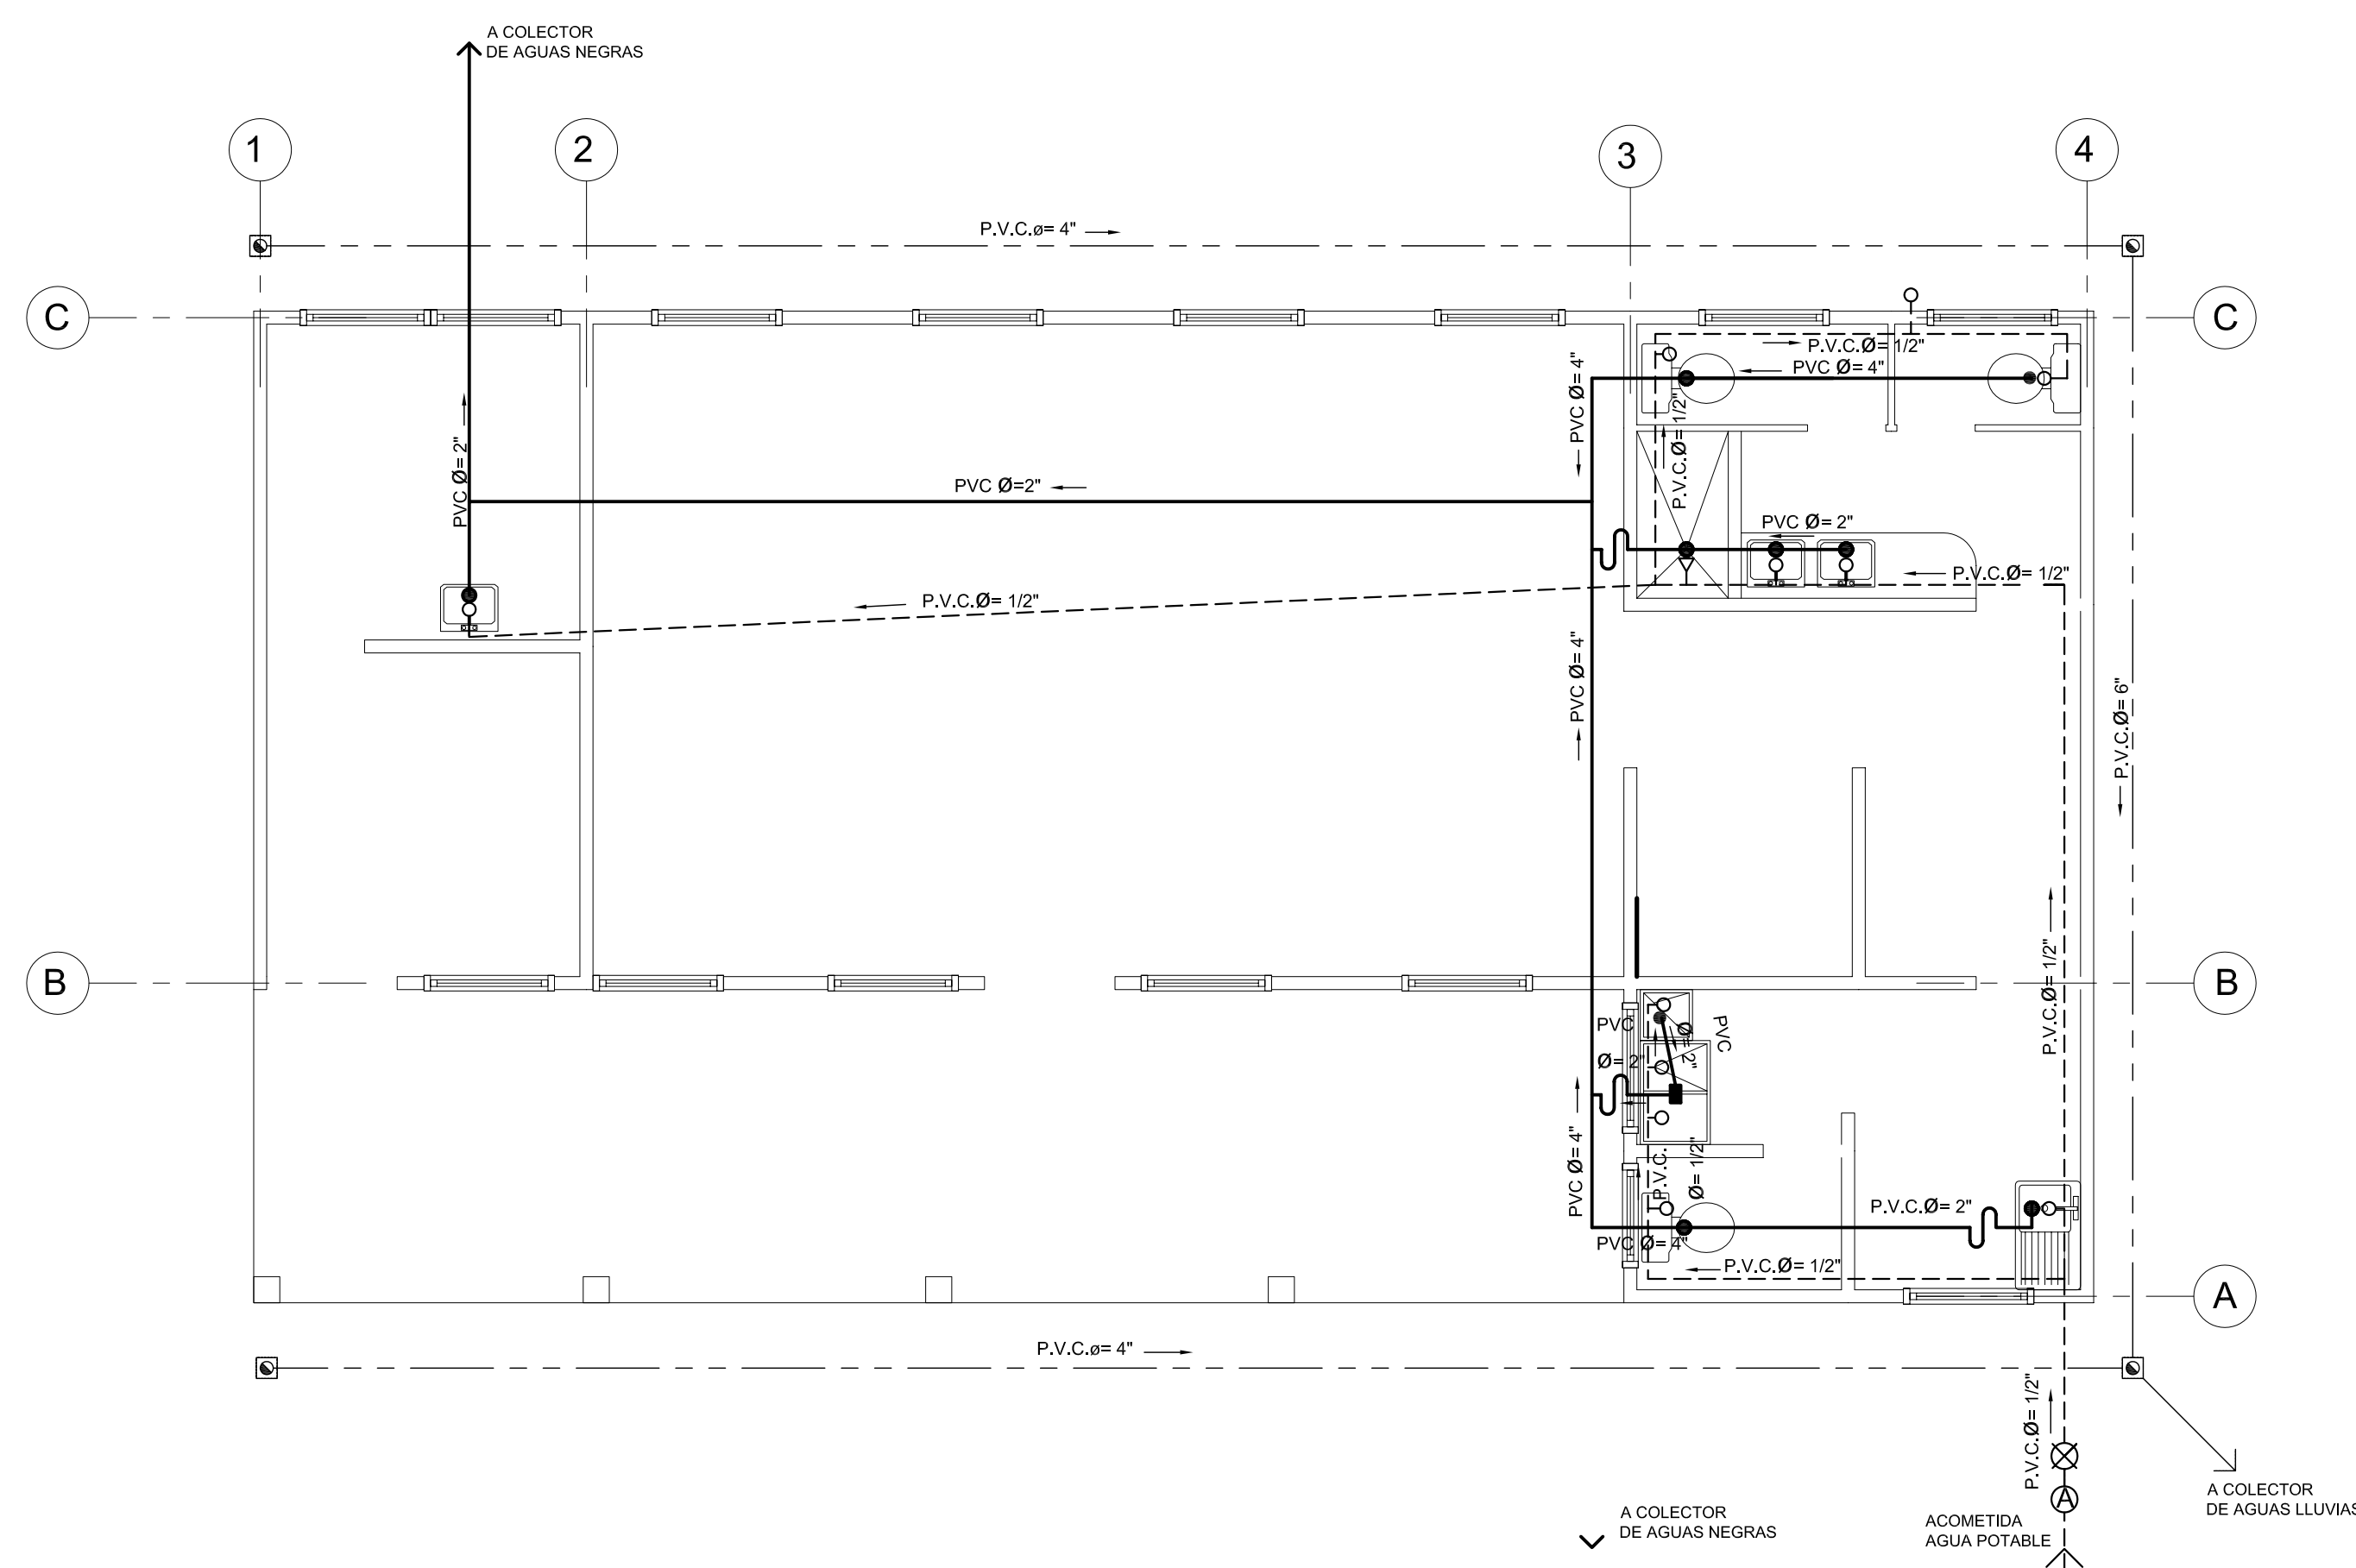 A COLECTOR
DE AGUAS NEGRAS
1
2
3
4
P.V.C.ø= 4"
C
C
P.V.C.Ø= 1/2"
PVC Ø= 4"
PVC Ø= 4"
P.V.C.Ø= 1/2"
PVC Ø= 2"
PVC Ø=2"
PVC Ø= 2"
P.V.C.Ø= 1/2"
P.V.C.Ø= 1/2"
PVC Ø= 4"
P.V.C.Ø= 6"
B
B
P.V.C.Ø= 1/2"
PVC
Ø= 2"
PVC
Ø= 2"
PVC Ø= 4"
P.V.C.
Ø= 1/2"
P.V.C.Ø= 2"
PVC Ø= 4"
P.V.C.Ø= 1/2"
A
P.V.C.ø= 4"
P.V.C.Ø= 1/2"
A
A COLECTOR
DE AGUAS LLUVIAS
A COLECTOR
DE AGUAS NEGRAS
ACOMETIDA
AGUA POTABLE